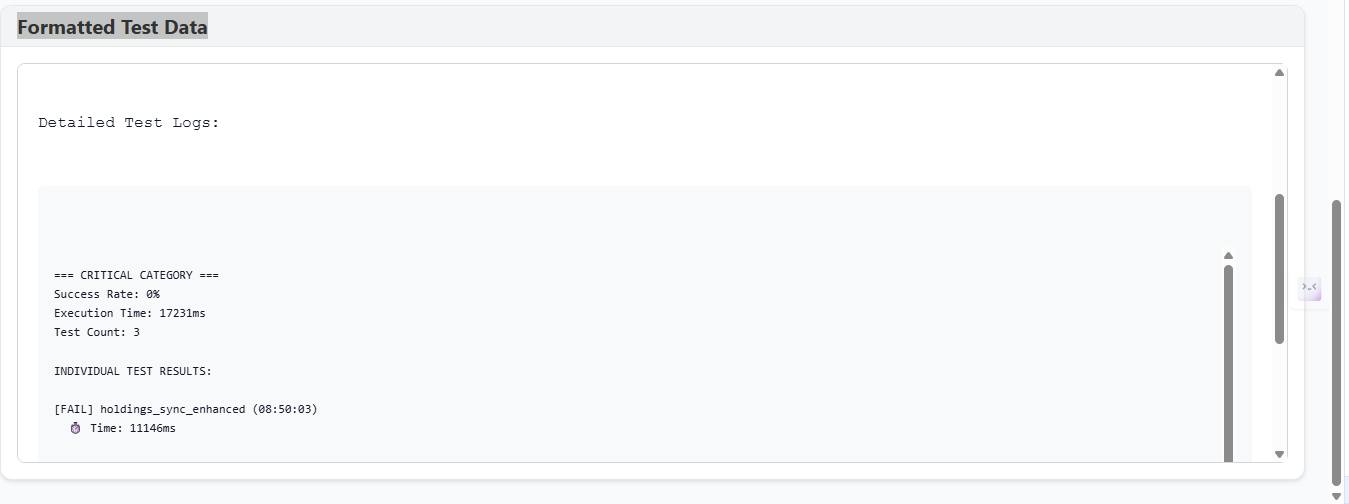 Formatted Test Data
Detailed Test Logs:
=== CRITICAL CATEGORY ===
Success Rate: 0%
Execution Time: 17231ms
Test Count: 3
INDIVIDUAL TEST RESULTS:
[FAIL] holdings_sync_enhanced (08:50:03)
⏱ Time: 11146ms